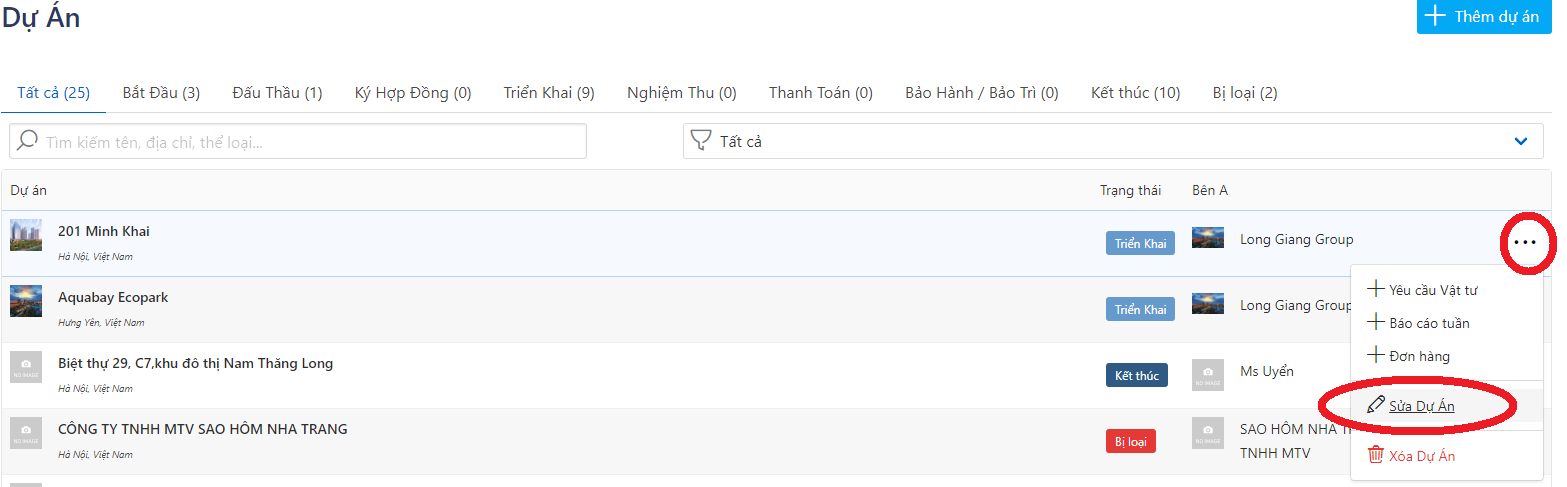 Dự Án
Thêm dự án
Tất cả (25) Bắt Đầu (3) Đấu Thầu (1) Ký Hợp Đồng (0) Triển Khai (9) Nghiệm Thu (0) Thanh Toán (0) Bảo Hành / Bảo Trì (0) Kết thúc (10) Bị loại (2)
Tìm kiếm tên, địa chỉ, thể loại...
Tất cả
Dự án Trạng thái Bên A
201 Minh Khai
Hà Nội, Việt Nam
Triển Khai
Long Giang Group
Aquabay Ecopark
Hưng Yên, Việt Nam
Triển Khai
Long Giang Group
Biệt thự 29, C7,khu đô thị Nam Thăng Long
Hà Nội, Việt Nam
NO IMAGE
Kết thúc
NO IMAGE
Ms Uyển
CÔNG TY TNHH MTV SAO HÔM NHA TRANG
Hà Nội, Việt Nam
NO IMAGE
Bị loại
NO IMAGE
SAO HÔM NHA
TNHH MTV
Yêu cầu Vật tư
Báo cáo tuần
Đơn hàng
Sửa Dự Án
Xóa Dự Án